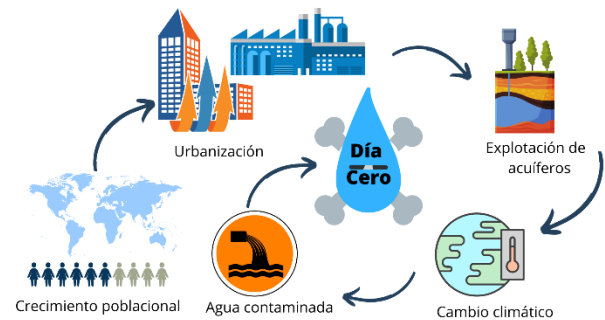 Urbanización
Explotación de
acuíferos
Día
Cero
Crecimiento poblacional
Agua contaminada
Cambio climático